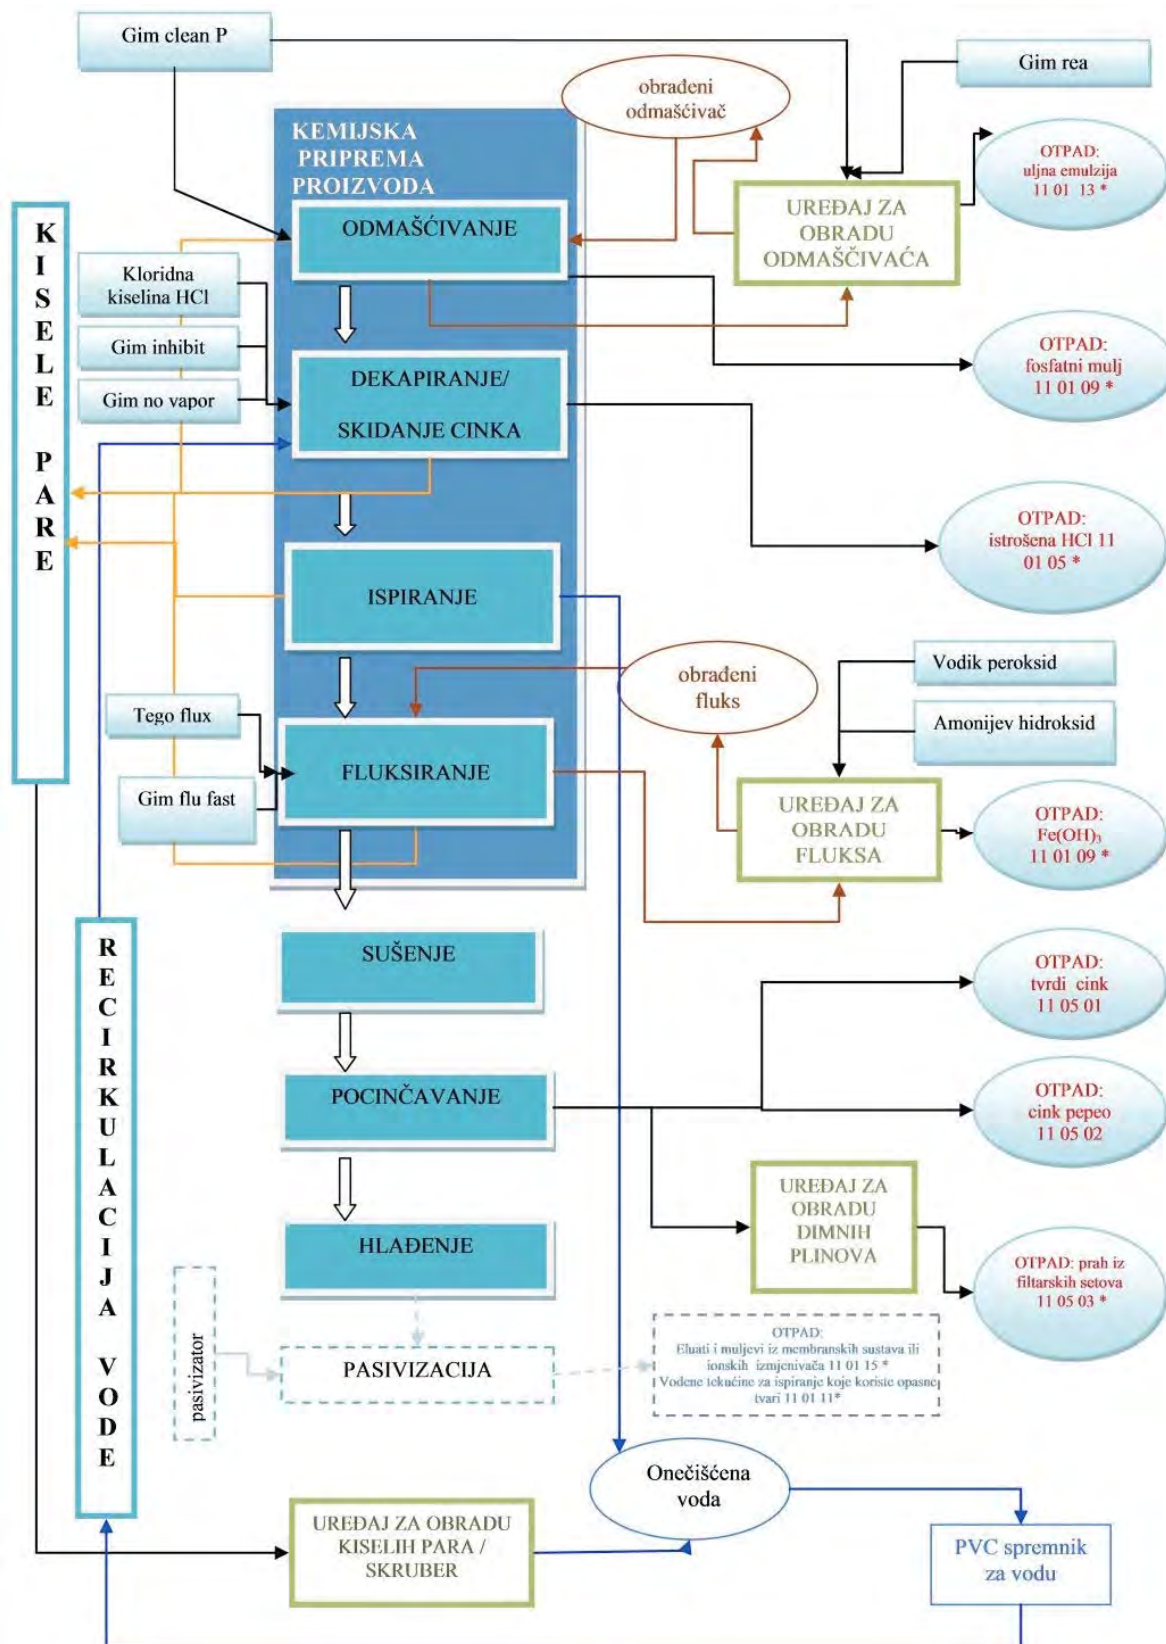 Gim clean P
Gim rea
obrađeni
odmašćivač
KEMIJSKA
PRIPREMA
PROIZVODA
OTPAD:
uljna emulzija
11 01 13 *
UREĐAJ ZA
OBRADU
ODMAŠČIVAĆA
KISELE PARE
ODMAŠĆIVANJE
Kloridna
kiselina HCl
Gim inhibit
Gim no vapor
OTPAD:
fosfatni mulj
11 01 09 *
DEKAPIRANJE/
SKIDANJE CINKA
OTPAD:
istrošena HCl 11
01 05 *
ISPIRANJE
obrađeni
fluks
Vodik peroksid
Amonijev hidroksid
Tego flux
Gim flu fast
FLUKSIRANJE
UREĐAJ ZA
OBRADU
FLUKSA
OTPAD:
Fe(OH)₃
11 01 09 *
RECIRKULACIJA VODE
SUŠENJE
OTPAD:
tvrdi cink
11 05 01
POCINČAVANJE
OTPAD:
cink pepeo
11 05 02
UREĐAJ ZA
OBRADU
DIMNIH
PLINOVA
HLAĐENJE
OTPAD: prah iz
filtarskih setova
11 05 03 *
pasivizator
PASIVIZACIJA
OTPAD:
Eluati i muljevi iz membranskih sustava ili
ionskih izmjenivača 11 01 15 *
Vodene tekućine za ispiranje koje koriste opasne
tvari 11 01 11*
Onečišćena
voda
UREĐAJ ZA OBRADU
KISELIH PARA /
SKRUBER
PVC spremnik
za vodu